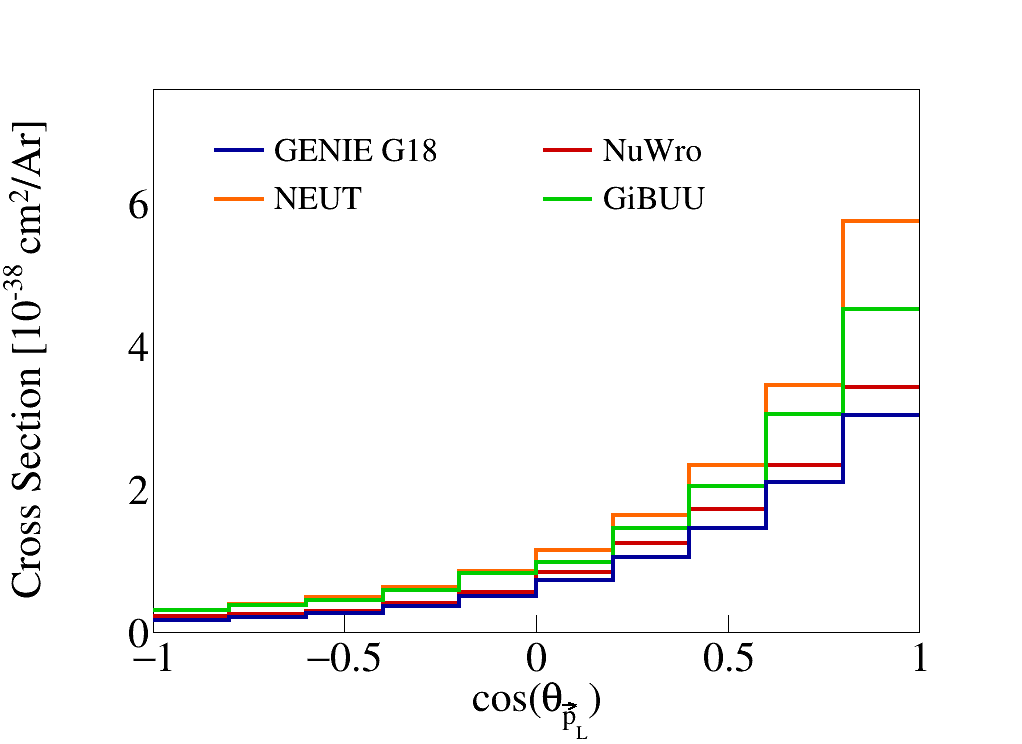 GENIE G18
NuWro
NEUT
GiBUU
Cross Section [10^-38 cm^2/Ar]
6
4
2
0
−1
−0.5
0
0.5
1
cos(θ_p⃗_L)